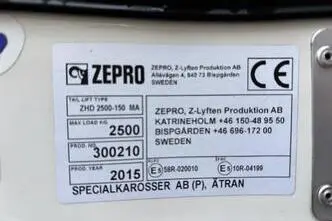 ZEPRO
ZEPRO, Z-Lyften Produktion AB
Allévägen 4, 840 73 Bispgården
SWEDEN
CE
TAIL LIFT TYPE
ZHD 2500-150 MA
MAX LOAD KG.
2500
PROD. NO.
300210
PROD. YEAR
2015
ZEPRO, Z-Lyften Produktion AB
KATRINEHOLM +46 150-48 95 50
BISPGÅRDEN +46 696-172 00
SWEDEN
E5 58R-020010
E5 10R-04199
SPECIALKAROSSER AB (P), ÄTRAN